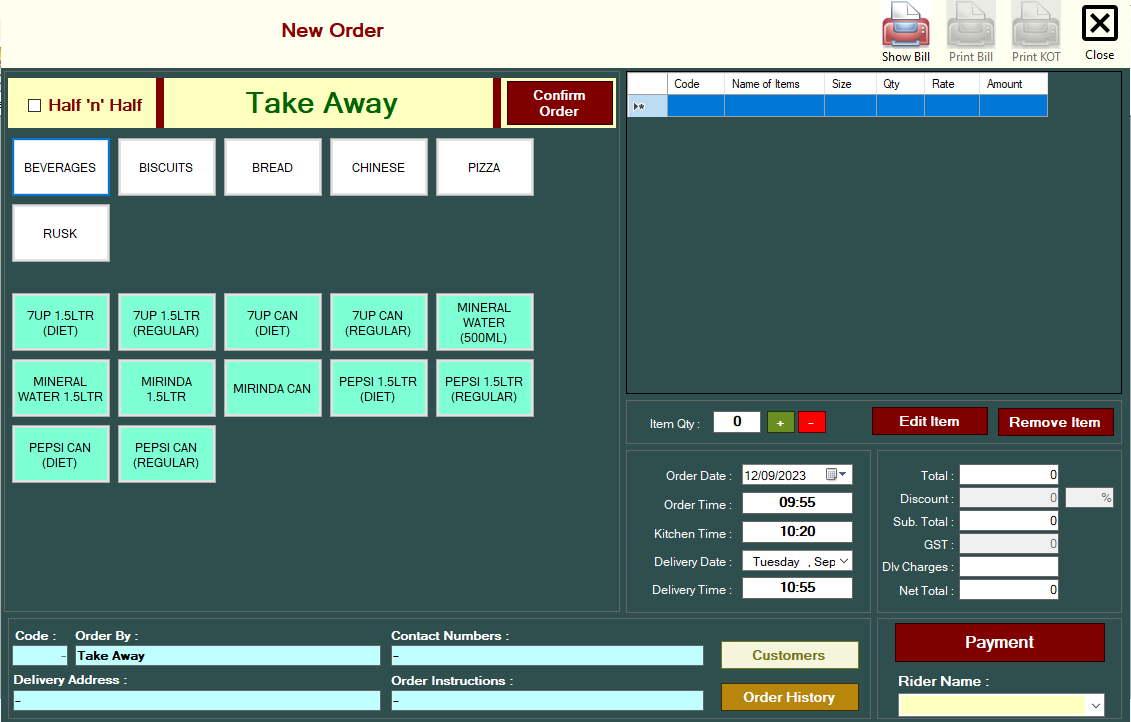 New Order
Show Bill
Print Bill
Print KOT
Close
Half 'n' Half
Take Away
Confirm
Order
Code
Name of Items
Size
Qty
Rate
Amount
BEVERAGES
BISCUITS
BREAD
CHINESE
PIZZA
RUSK
7UP 1.5LTR
(DIET)
7UP 1.5LTR
(REGULAR)
7UP CAN
(DIET)
7UP CAN
(REGULAR)
MINERAL
WATER
(500ML)
MINERAL
WATER 1.5LTR
MIRINDA
1.5LTR
MIRINDA CAN
PEPSI 1.5LTR
(DIET)
PEPSI 1.5LTR
(REGULAR)
PEPSI CAN
(DIET)
PEPSI CAN
(REGULAR)
Item Qty : 0 + -
Edit Item
Remove Item
Order Date : 12/09/2023
Order Time : 09:55
Kitchen Time : 10:20
Delivery Date : Tuesday , Sep
Delivery Time : 10:55
Total : 0
Discount : 0 %
Sub. Total : 0
GST : 0
Dlv Charges :
Net Total : 0
Code : -
Order By : Take Away
Contact Numbers : -
Delivery Address : -
Order Instructions : -
Customers
Order History
Payment
Rider Name :